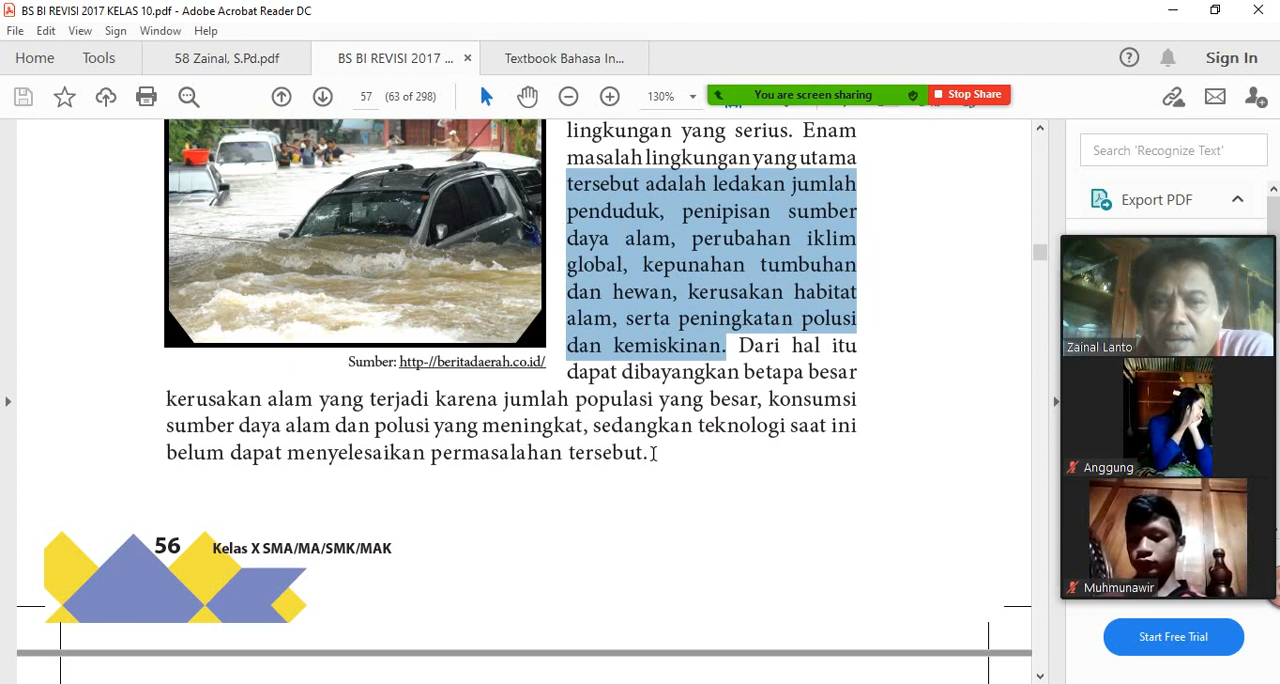 BS BI REVISI 2017 KELAS 10.pdf - Adobe Acrobat Reader DC
File Edit View Sign Window Help
Home Tools 58 Zainal, S.Pd.pdf BS BI REVISI 2017 ... Textbook Bahasa In... Sign In
57 (63 of 298) 130% You are screen sharing Stop Share
Search 'Recognize Text'
Export PDF
lingkungan yang serius. Enam
masalah lingkungan yang utama
tersebut adalah ledakan jumlah
penduduk, penipisan sumber
daya alam, perubahan iklim
global, kepunahan tumbuhan
dan hewan, kerusakan habitat
alam, serta peningkatan polusi
dan kemiskinan. Dari hal itu
Sumber: http-//beritadaerah.co.id/
dapat dibayangkan betapa besar
kerusakan alam yang terjadi karena jumlah populasi yang besar, konsumsi
sumber daya alam dan polusi yang meningkat, sedangkan teknologi saat ini
belum dapat menyelesaikan permasalahan tersebut.
56 Kelas X SMA/MA/SMK/MAK
Zainal Lanto
Anggung
Muhmunawir
Start Free Trial